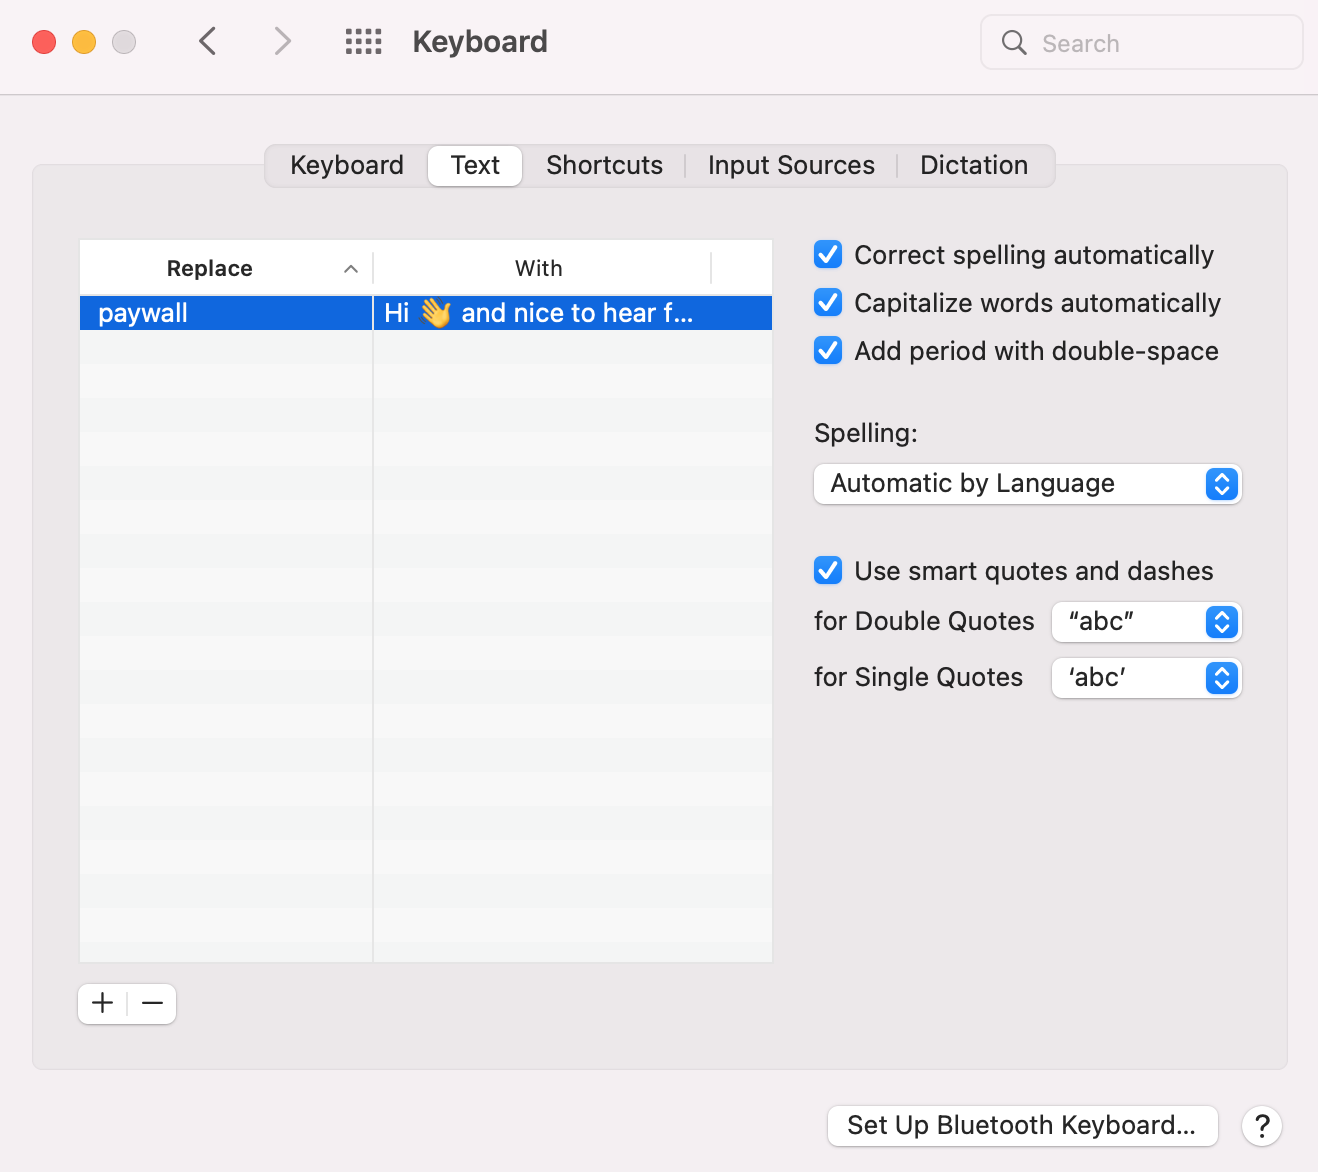 Keyboard
Search
Keyboard Text Shortcuts Input Sources Dictation
Replace With
paywall Hi 👋 and nice to hear f...
Correct spelling automatically
Capitalize words automatically
Add period with double-space
Spelling:
Automatic by Language
Use smart quotes and dashes
for Double Quotes “abc”
for Single Quotes ‘abc’
+ −
Set Up Bluetooth Keyboard... ?